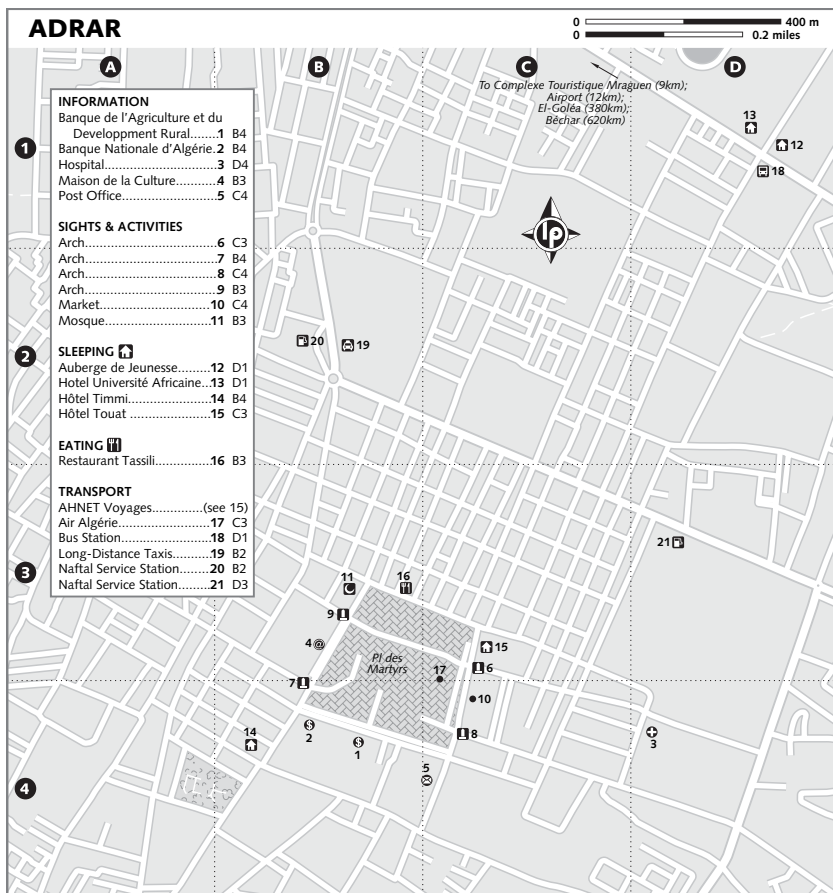 ADRAR
0 400 m
0 0.2 miles
A B C D
To Complexe Touristique Mraguen (9km);
Airport (12km);
El-Goléa (380km);
Bèchar (620km)
INFORMATION
Banque de l'Agriculture et du
Developpment Rural........1 B4
Banque Nationale d'Algérie.2 B4
Hospital................................3 D4
Maison de la Culture...........4 B3
Post Office...........................5 C4
SIGHTS & ACTIVITIES
Arch.....................................6 C3
Arch.....................................7 B4
Arch.....................................8 C4
Arch.....................................9 B3
Market...............................10 C4
Mosque..............................11 B3
SLEEPING
Auberge de Jeunesse.........12 D1
Hotel Université Africaine...13 D1
Hôtel Timmi.......................14 B4
Hôtel Touat .......................15 C3
EATING
Restaurant Tassili................16 B3
TRANSPORT
AHNET Voyages.............(see 15)
Air Algérie..........................17 C3
Bus Station.........................18 D1
Long-Distance Taxis...........19 B2
Naftal Service Station.........20 B2
Naftal Service Station.........21 D3
1
2
3
4
lp
13
12
18
20
19
21
11
16
9
4 @
15
Pl des
Martyrs
17
6
7
10
14
$
2
$
1
8
3
5